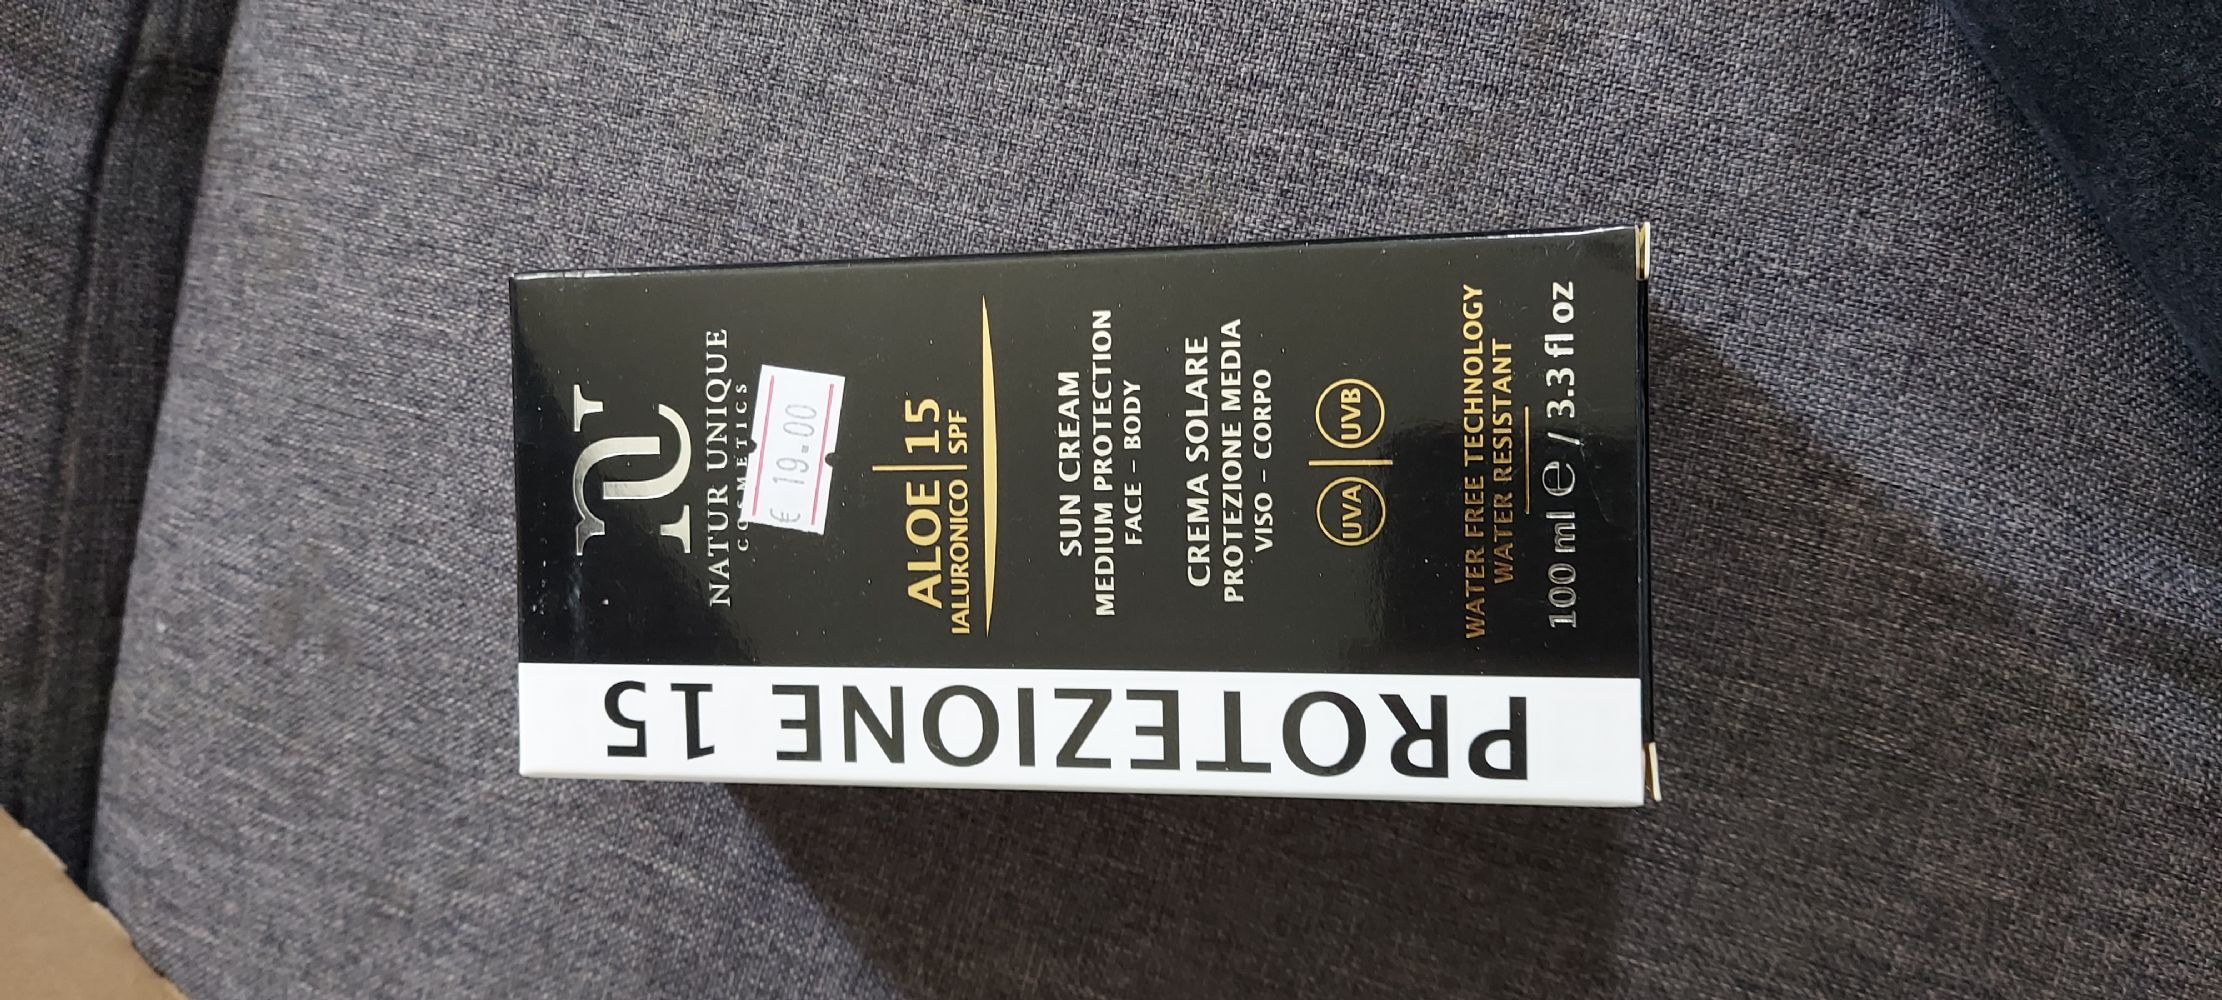 nu
NATUR UNIQUE
COSMETICS
€ 19.00
ALOE 15
IALURONICO SPF
SUN CREAM
MEDIUM PROTECTION
FACE – BODY
CREMA SOLARE
PROTEZIONE MEDIA
VISO – CORPO
UVA UVB
WATER FREE TECHNOLOGY
WATER RESISTANT
100 ml e / 3.3 fl oz
PROTEZIONE 15